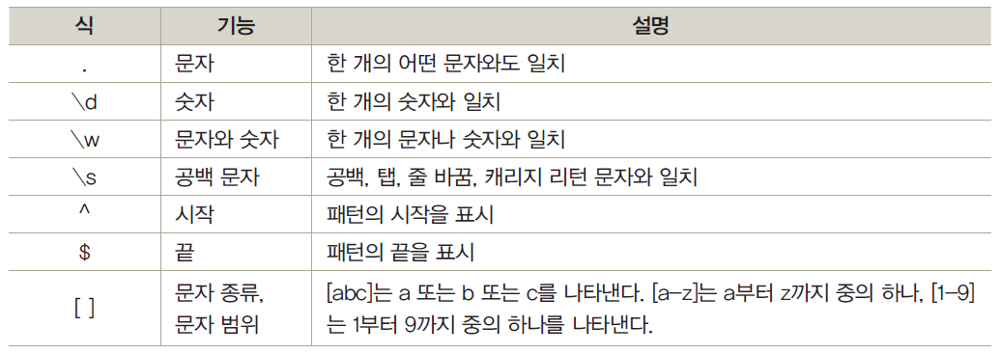 식 기능 설명
. 문자 한 개의 어떤 문자와도 일치
\d 숫자 한 개의 숫자와 일치
\w 문자와 숫자 한 개의 문자나 숫자와 일치
\s 공백 문자 공백, 탭, 줄 바꿈, 캐리지 리턴 문자와 일치
^ 시작 패턴의 시작을 표시
$ 끝 패턴의 끝을 표시
[ ] 문자 종류, [abc]는 a 또는 b 또는 c를 나타낸다. [a-z]는 a부터 z까지 중의 하나, [1-9]
문자 범위 는 1부터 9까지 중의 하나를 나타낸다.